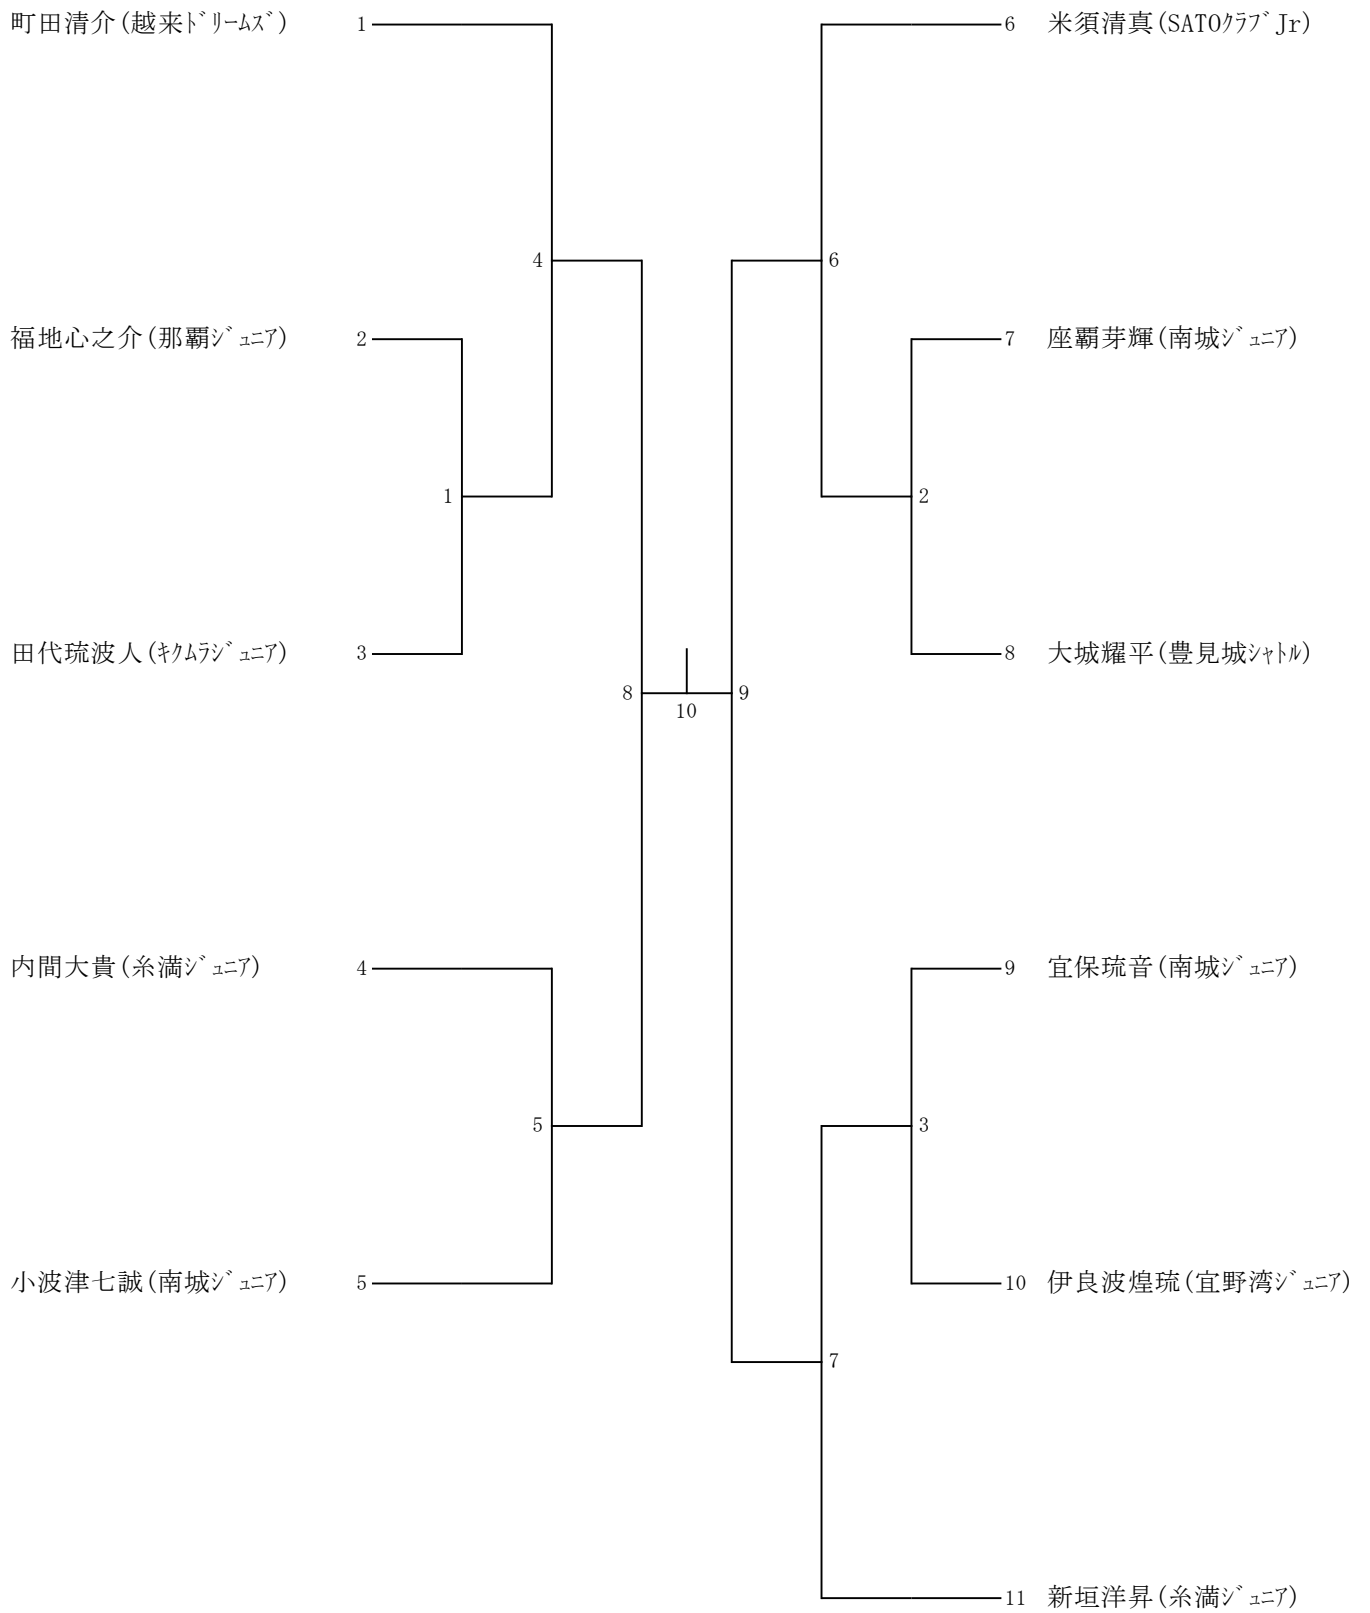 町田清介(越来ﾄﾞﾘｰﾑｽﾞ) 1
4
福地心之介(那覇ｼﾞｭﾆｱ) 2
1
田代琉波人(ｷｸﾑﾗｼﾞｭﾆｱ) 3
8
10
9
内間大貴(糸満ｼﾞｭﾆｱ) 4
5
小波津七誠(南城ｼﾞｭﾆｱ) 5
6 米須清真(SATOｸﾗﾌﾞJr)
6
7 座覇芽輝(南城ｼﾞｭﾆｱ)
2
8 大城耀平(豊見城ｼｬﾄﾙ)
9 宜保琉音(南城ｼﾞｭﾆｱ)
3
10 伊良波煌琉(宜野湾ｼﾞｭﾆｱ)
7
11 新垣洋昇(糸満ｼﾞｭﾆｱ)